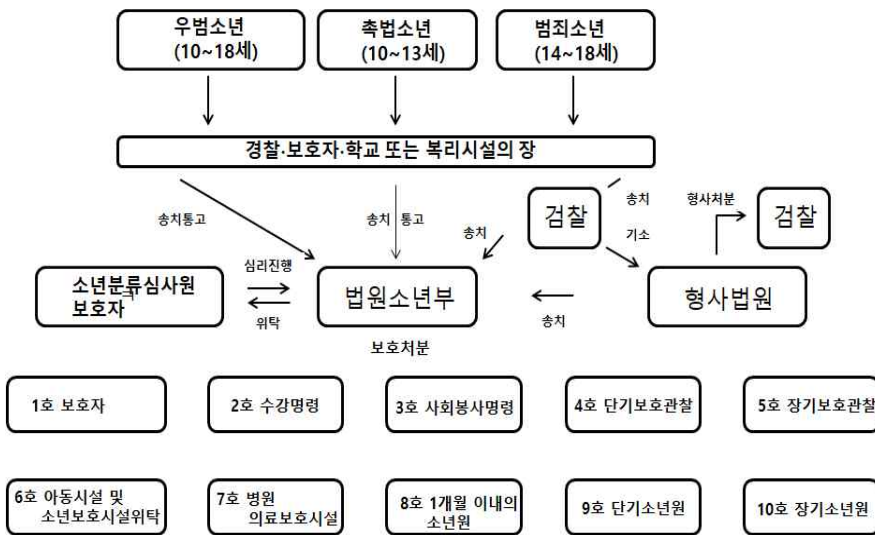 우범소년
(10~18세)
촉법소년
(10~13세)
범죄소년
(14~18세)
경찰·보호자·학교 또는 복리시설의 장
송치통고
송치 통고
송치
검찰
송치
기소
형사처분
검찰
소년분류심사원
보호자
심리진행
위탁
법원소년부
송치
형사법원
보호처분
1호 보호자
2호 수강명령
3호 사회봉사명령
4호 단기보호관찰
5호 장기보호관찰
6호 아동시설 및
소년보호시설위탁
7호 병원
의료보호시설
8호 1개월 이내의
소년원
9호 단기소년원
10호 장기소년원